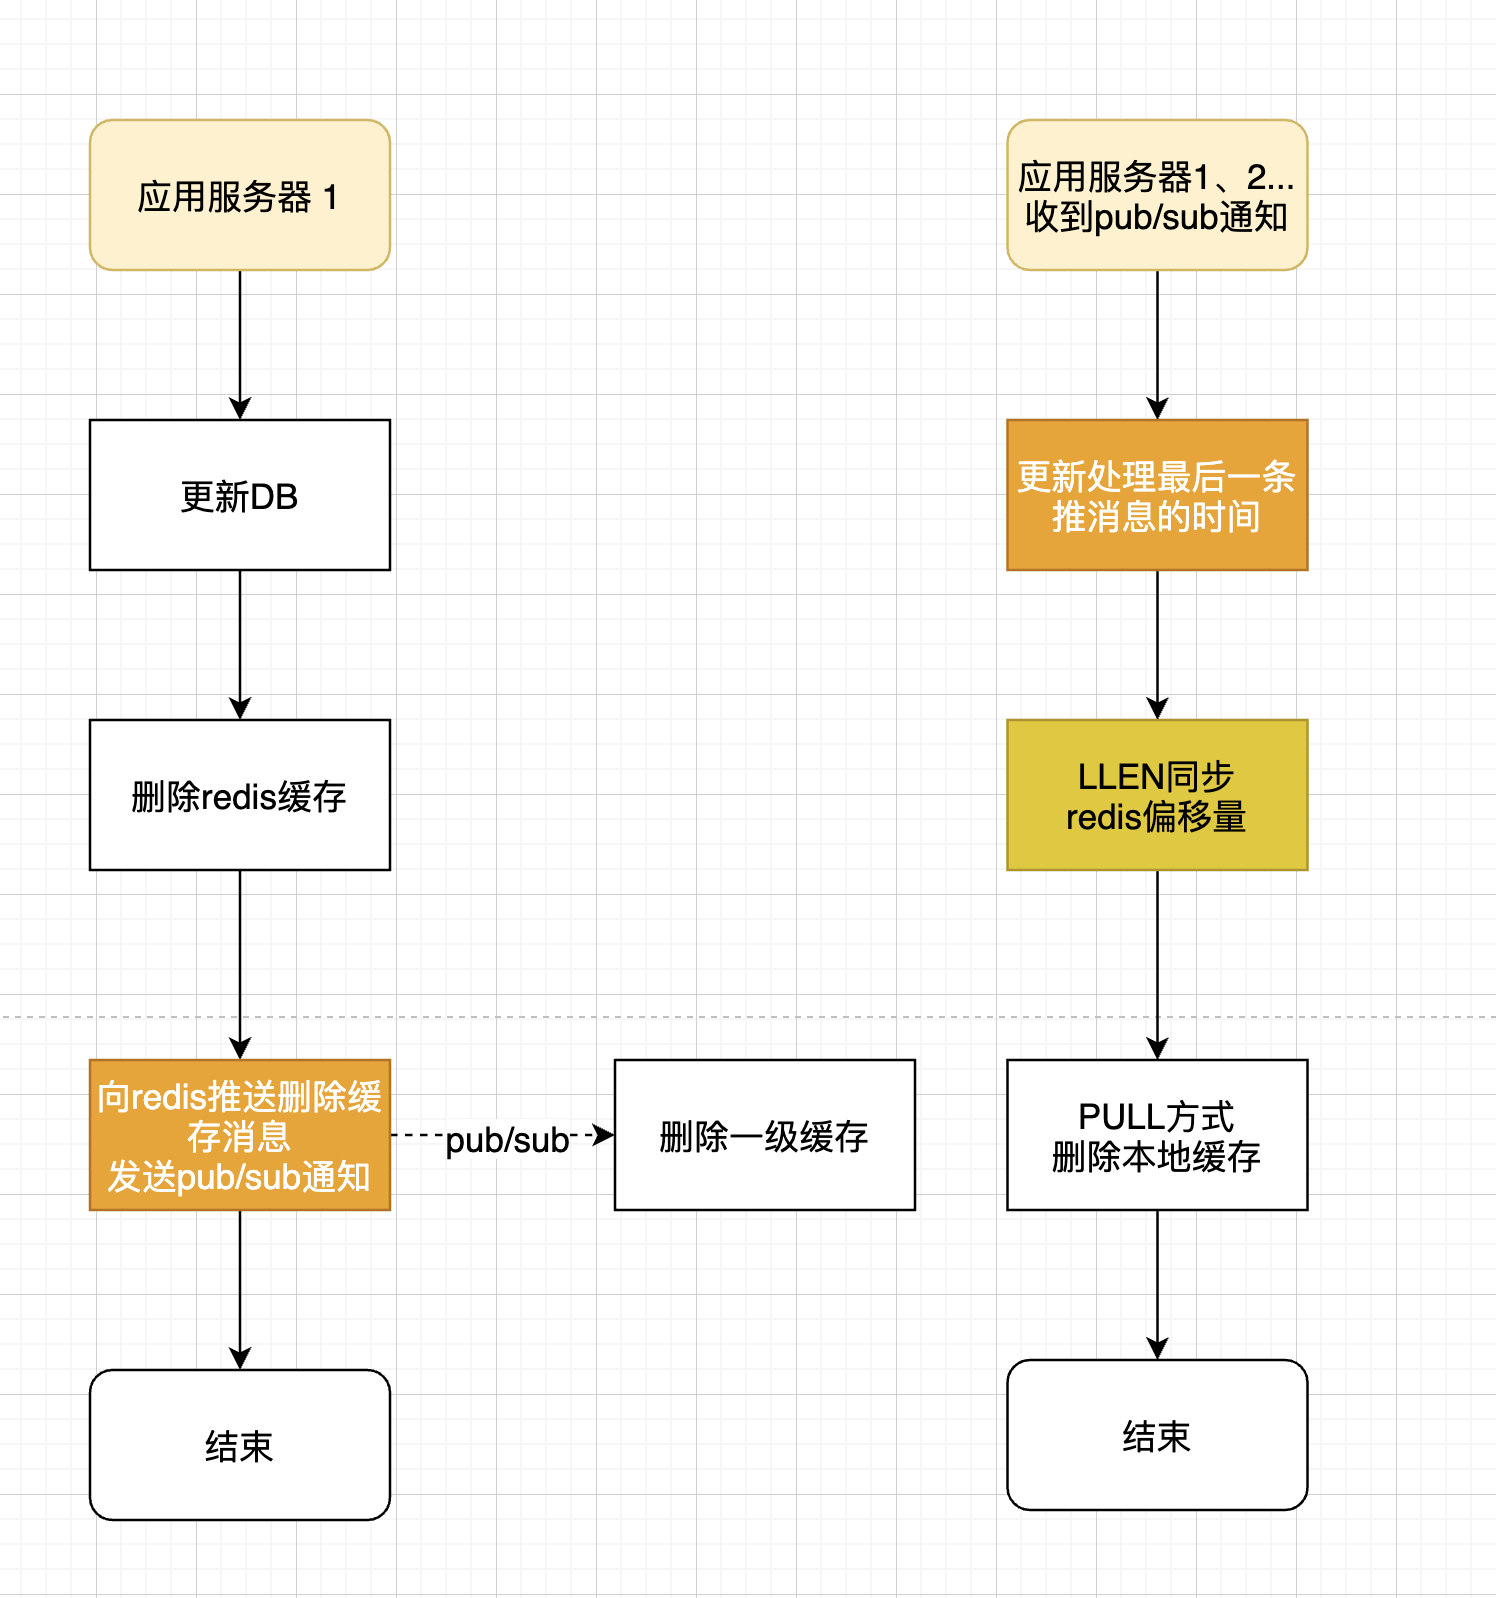 应用服务器 1
更新DB
删除redis缓存
向redis推送删除缓
存消息
发送pub/sub通知
pub/sub
删除一级缓存
结束
应用服务器1、2...
收到pub/sub通知
更新处理最后一条
推消息的时间
LLEN同步
redis偏移量
PULL方式
删除本地缓存
结束